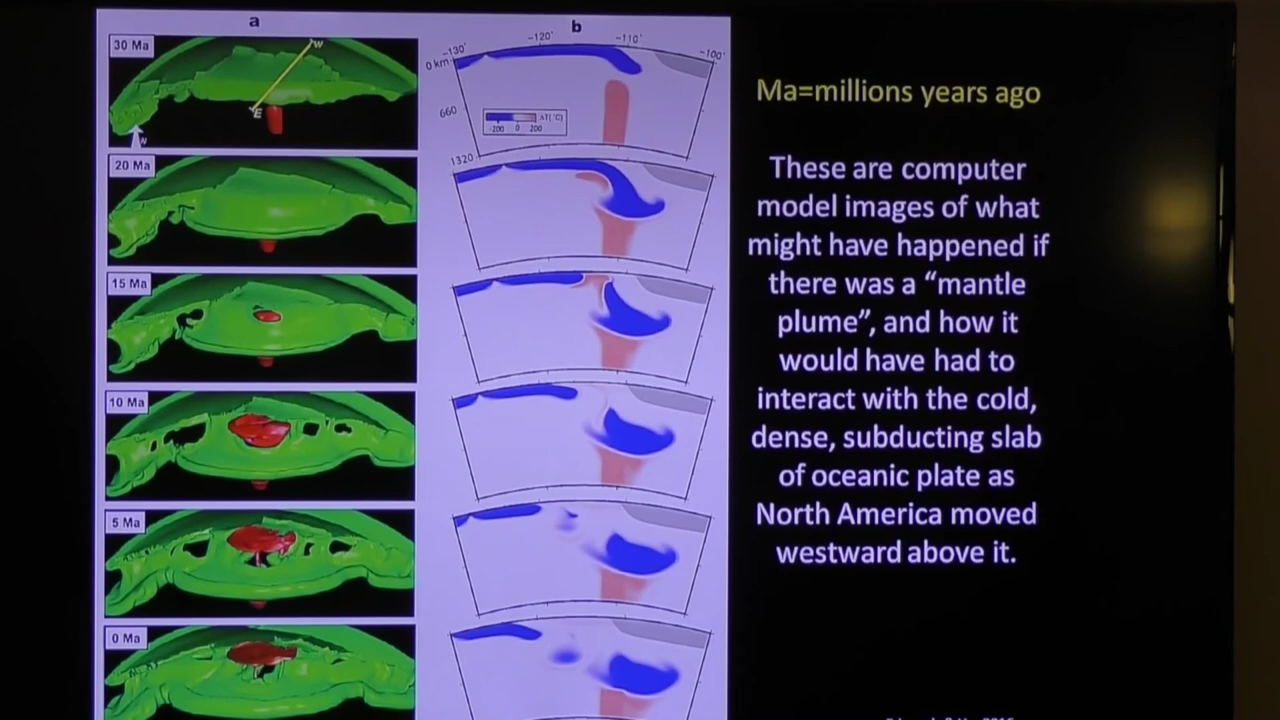 a
b
30 Ma
W
E
N
-130°
-120°
-110°
-100°
0 km
660
1320
ΔT(°C)
-200 0 200
20 Ma
15 Ma
10 Ma
5 Ma
0 Ma
Ma=millions years ago
These are computer
model images of what
might have happened if
there was a “mantle
plume”, and how it
would have had to
interact with the cold,
dense, subducting slab
of oceanic plate as
North America moved
westward above it.